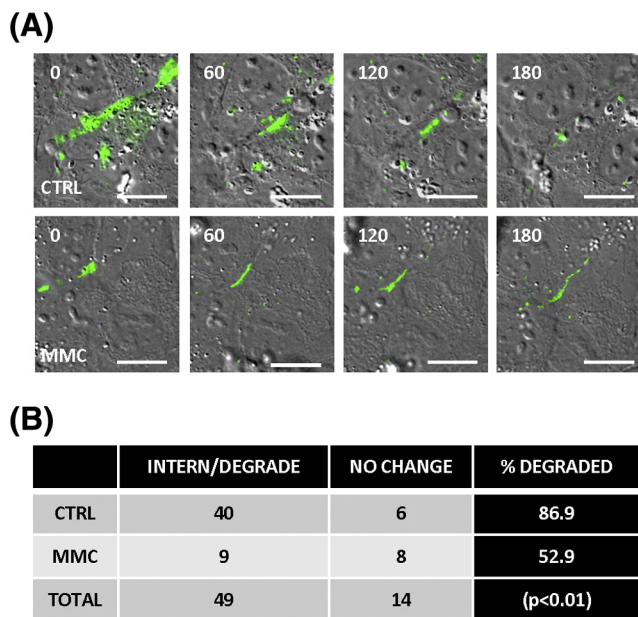 (A)
0 60 120 180
CTRL
0 60 120 180
MMC
(B)
INTERN/DEGRADE NO CHANGE % DEGRADED
CTRL 40 6 86.9
MMC 9 8 52.9
TOTAL 49 14 (p<0.01)